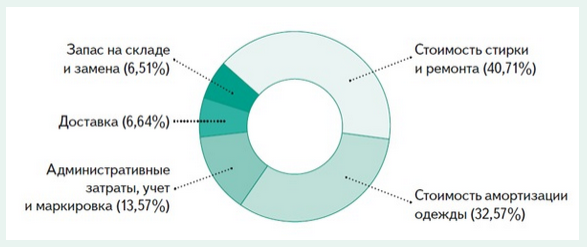 Запас на складе
и замена (6,51%)
Доставка (6,64%)
Административные
затраты, учет
и маркировка (13,57%)
Стоимость стирки
и ремонта (40,71%)
Стоимость амортизации
одежды (32,57%)